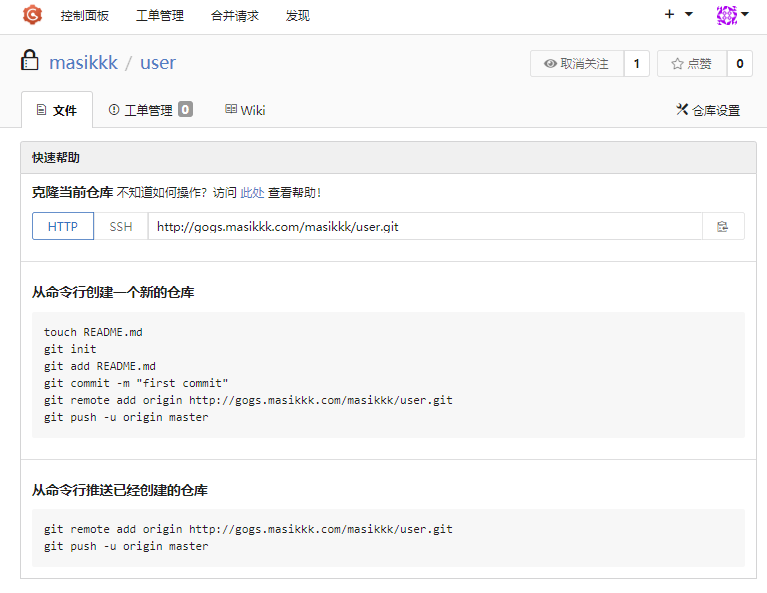 控制面板 工单管理 合并请求 发现
masikkk / user 取消关注 1 点赞 0
文件 工单管理 0 Wiki 仓库设置
快速帮助
克隆当前仓库 不知道如何操作？访问 此处 查看帮助！
HTTP SSH http://gogs.masikkk.com/masikkk/user.git
从命令行创建一个新的仓库
touch README.md
git init
git add README.md
git commit -m "first commit"
git remote add origin http://gogs.masikkk.com/masikkk/user.git
git push -u origin master
从命令行推送已经创建的仓库
git remote add origin http://gogs.masikkk.com/masikkk/user.git
git push -u origin master